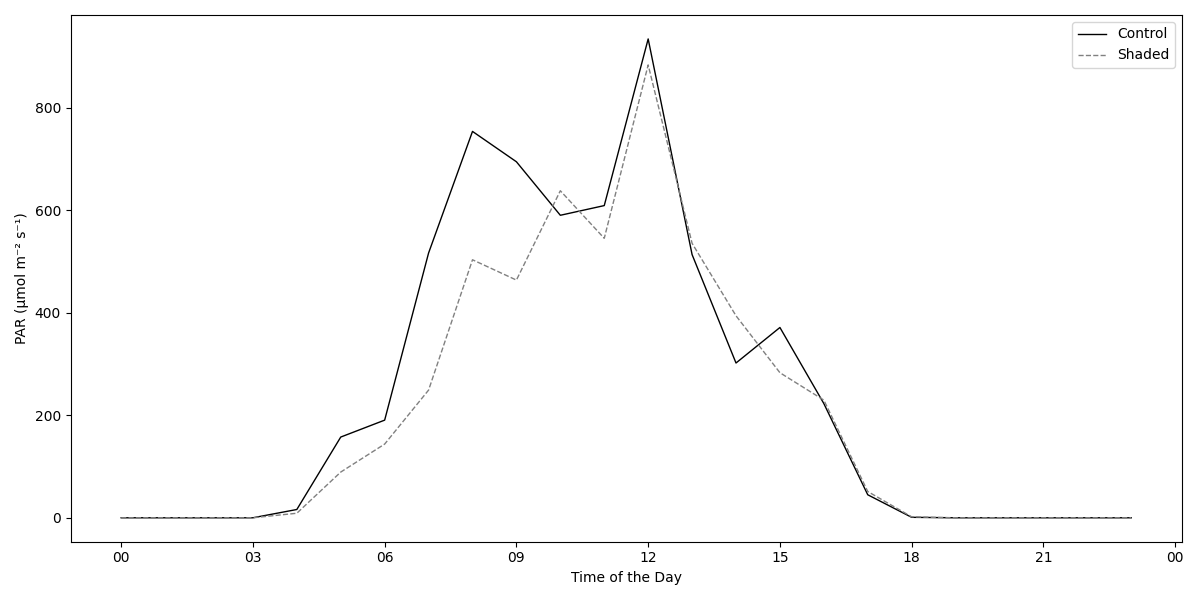 Control
Shaded
800
600
400
200
0
PAR (μmol m⁻² s⁻¹)
00 03 06 09 12 15 18 21 00
Time of the Day